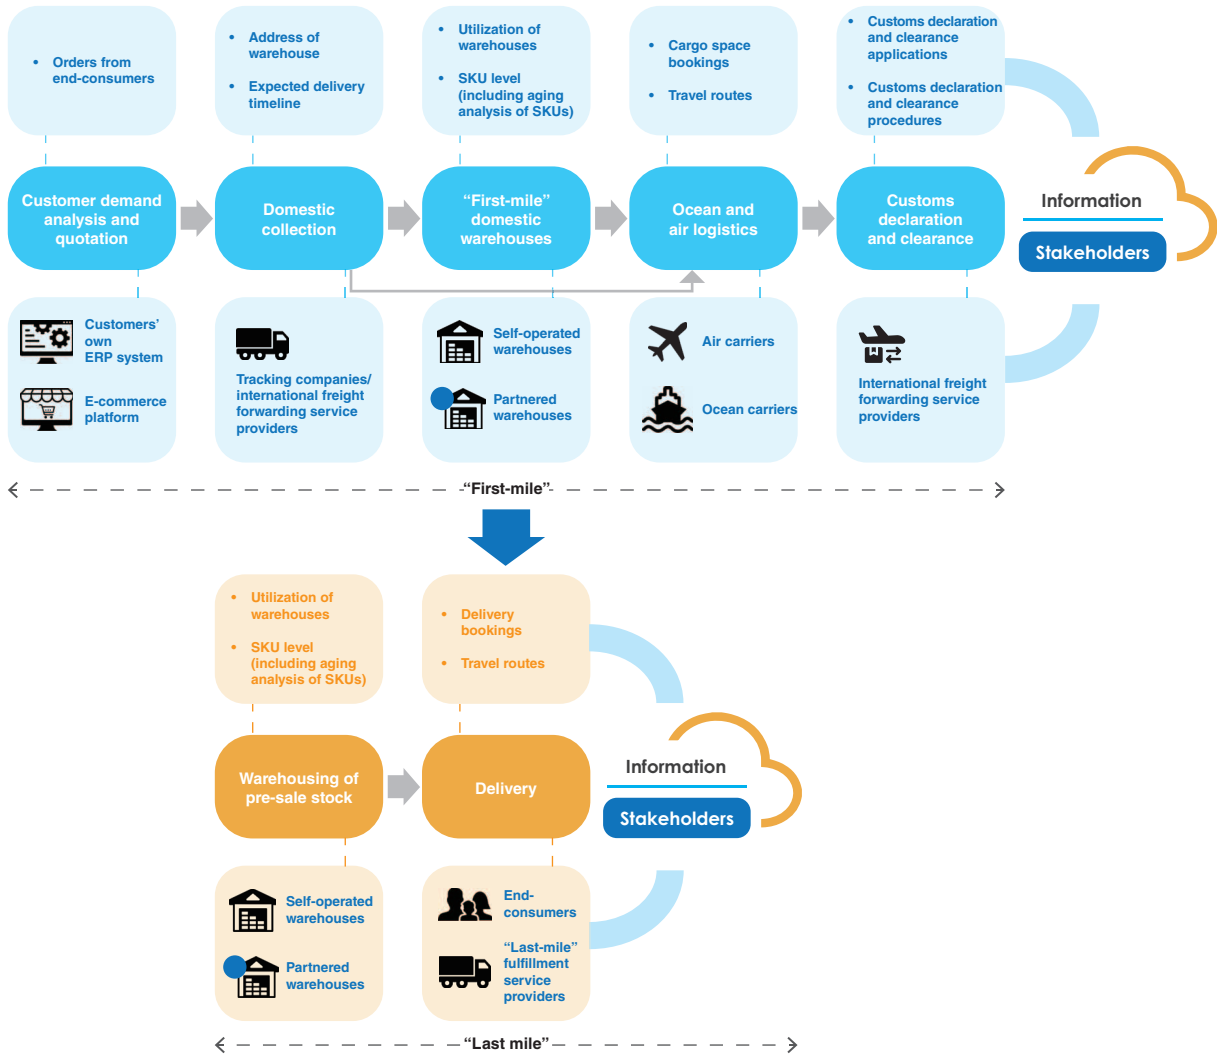 • Orders from
end-consumers
• Address of
warehouse
• Expected delivery
timeline
• Utilization of
warehouses
• SKU level
(including aging
analysis of SKUs)
• Cargo space
bookings
• Travel routes
• Customs declaration
and clearance
applications
• Customs declaration
and clearance
procedures
Customer demand
analysis and
quotation
Domestic
collection
“First-mile”
domestic
warehouses
Ocean and
air logistics
Customs
declaration
and clearance
Information
Stakeholders
Customers’
own
ERP system
E-commerce
platform
Tracking companies/
international freight
forwarding service
providers
Self-operated
warehouses
Partnered
warehouses
Air carriers
Ocean carriers
International freight
forwarding service
providers
“First-mile”
• Utilization of
warehouses
• SKU level
(including aging
analysis of SKUs)
• Delivery
bookings
• Travel routes
Warehousing of
pre-sale stock
Delivery
Information
Stakeholders
Self-operated
warehouses
Partnered
warehouses
End-
consumers
“Last-mile”
fulfillment
service
providers
“Last mile”